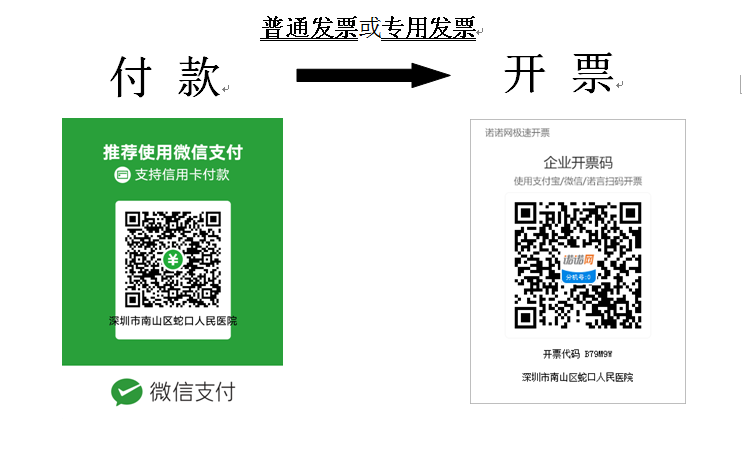 普通发票或专用发票
付 款
开 票
推荐使用微信支付
支持信用卡付款
¥
深圳市南山区蛇口人民医院
微信支付
诺诺网极速开票
企业开票码
使用支付宝/微信/诺言扫码开票
诺诺网
分机号:0
开票代码 B79M9W
深圳市南山区蛇口人民医院